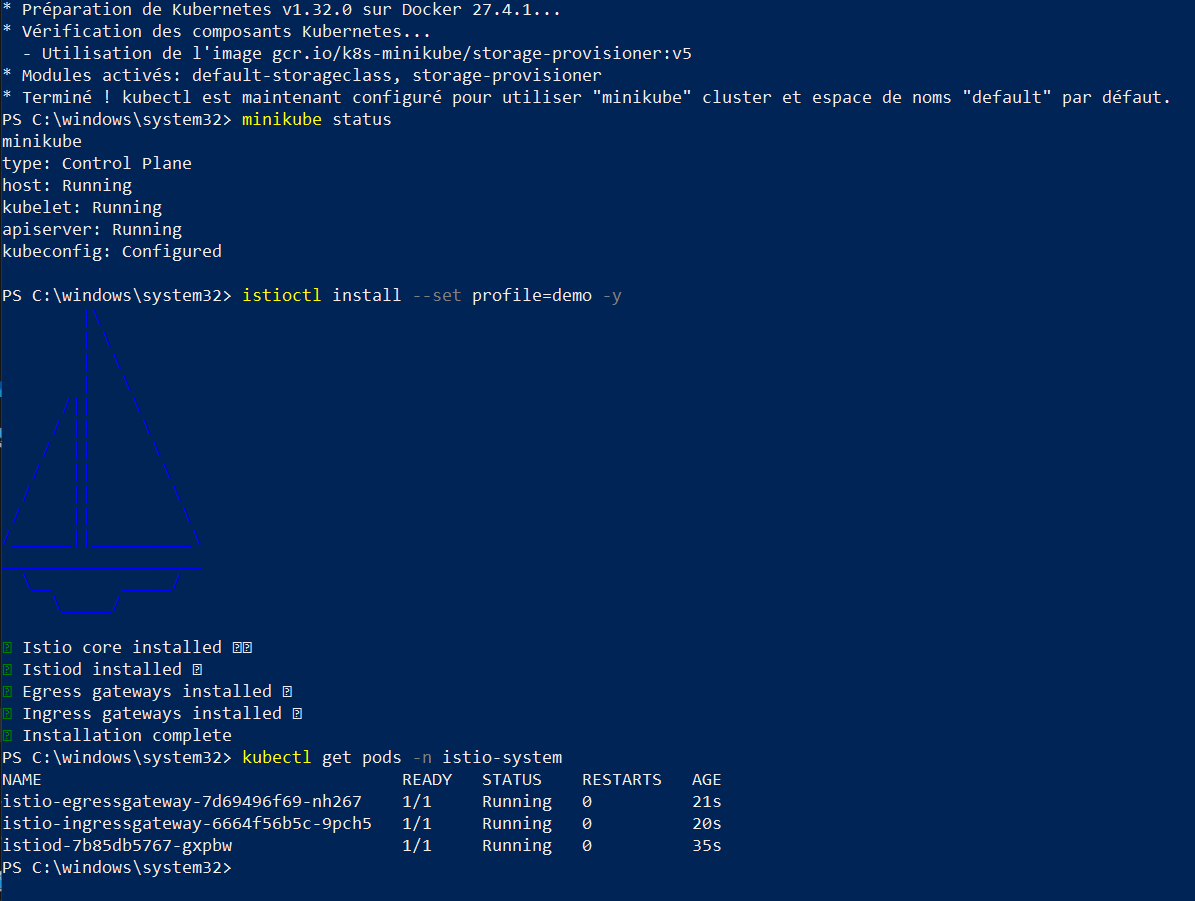 * Préparation de Kubernetes v1.32.0 sur Docker 27.4.1...
* Vérification des composants Kubernetes...
  - Utilisation de l'image gcr.io/k8s-minikube/storage-provisioner:v5
* Modules activés: default-storageclass, storage-provisioner
* Terminé ! kubectl est maintenant configuré pour utiliser "minikube" cluster et espace de noms "default" par défaut.
PS C:\windows\system32> minikube status
minikube
type: Control Plane
host: Running
kubelet: Running
apiserver: Running
kubeconfig: Configured
PS C:\windows\system32> istioctl install --set profile=demo -y
Istio core installed
Istiod installed
Egress gateways installed
Ingress gateways installed
Installation complete
PS C:\windows\system32> kubectl get pods -n istio-system
NAME                                    READY   STATUS    RESTARTS   AGE
istio-egressgateway-7d69496f69-nh267    1/1     Running   0          21s
istio-ingressgateway-6664f56b5c-9pch5   1/1     Running   0          20s
istiod-7b85db5767-gxpbw                 1/1     Running   0          35s
PS C:\windows\system32>